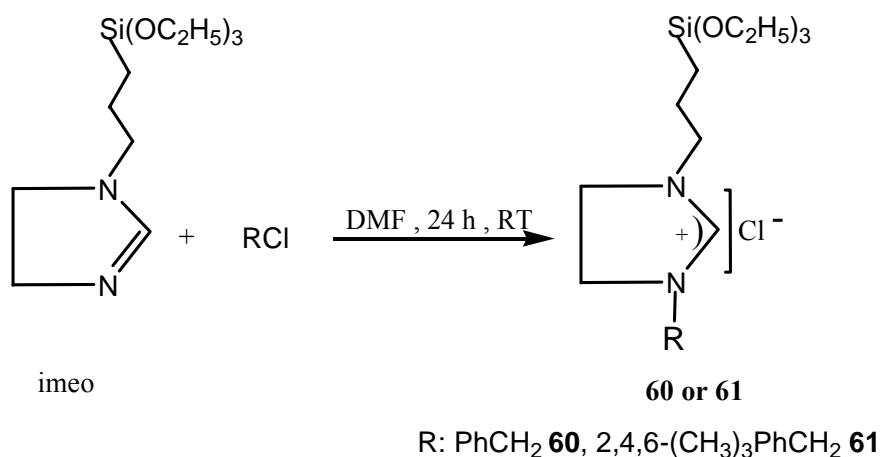 Si(OC₂H₅)₃
Si(OC₂H₅)₃
N
N
+
RCl
DMF , 24 h , RT
N
+
)
N
R
Cl⁻
imeo
60 or 61
R: PhCH₂ 60, 2,4,6-(CH₃)₃PhCH₂ 61